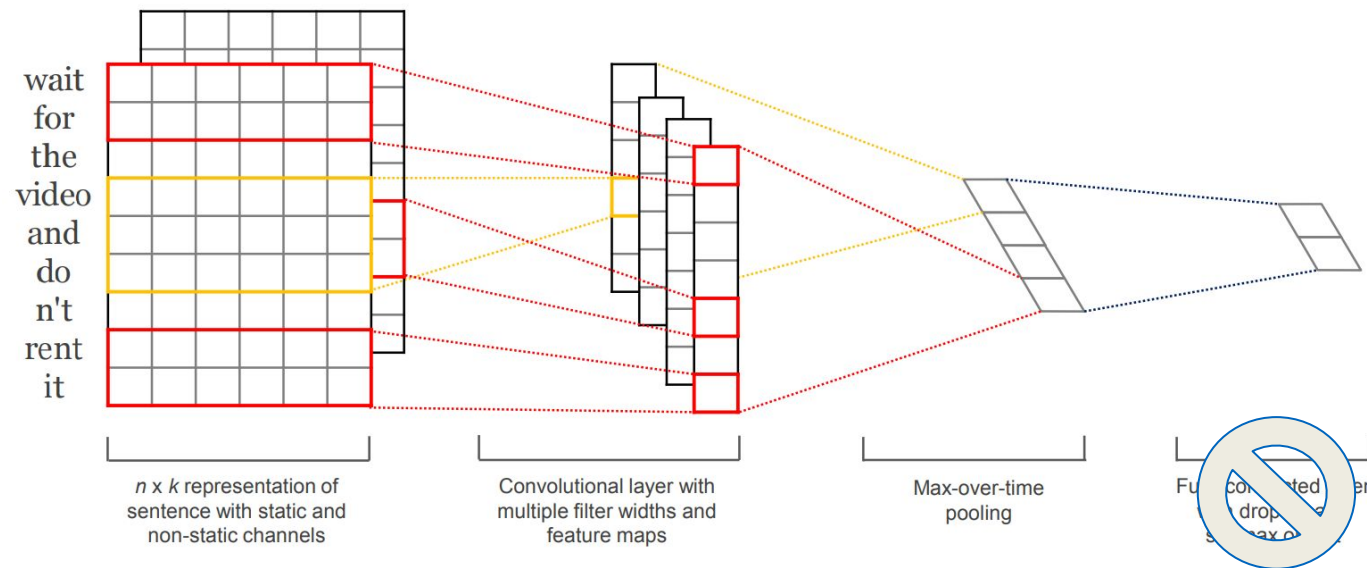 wait
for
the
video
and
do
n't
rent
it
n x k representation of
sentence with static and
non-static channels
Convolutional layer with
multiple filter widths and
feature maps
Max-over-time
pooling